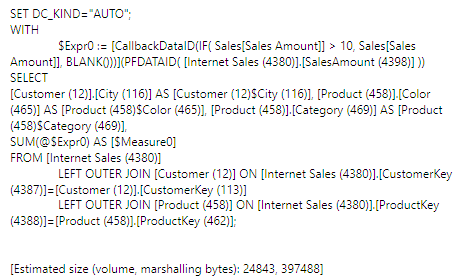 SET DC_KIND="AUTO";
WITH
$Expr0 := [CallbackDataID(IF( Sales[Sales Amount]] > 10, Sales[Sales
Amount]], BLANK()))](PFDATAID( [Internet Sales (4380)].[SalesAmount (4398)] ))
SELECT
[Customer (12)].[City (116)] AS [Customer (12)$City (116)], [Product (458)].[Color
(465)] AS [Product (458)$Color (465)], [Product (458)].[Category (469)] AS [Product
(458)$Category (469)],
SUM(@$Expr0) AS [$Measure0]
FROM [Internet Sales (4380)]
LEFT OUTER JOIN [Customer (12)] ON [Internet Sales (4380)].[CustomerKey
(4387)]=[Customer (12)].[CustomerKey (113)]
LEFT OUTER JOIN [Product (458)] ON [Internet Sales (4380)].[ProductKey
(4388)]=[Product (458)].[ProductKey (462)];
[Estimated size (volume, marshalling bytes): 24843, 397488]